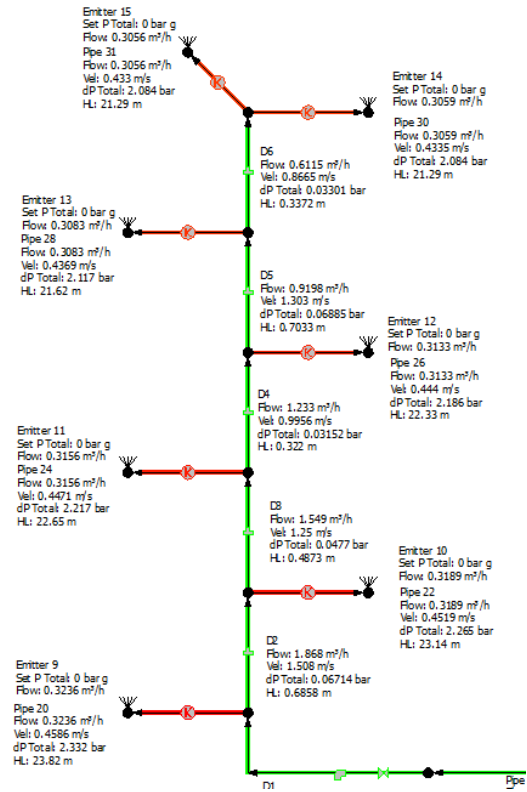 Emitter 15
Set P Total: 0 bar g
Flow: 0.3056 m³/h
Pipe 31
Flow: 0.3056 m³/h
Vel: 0.433 m/s
dP Total: 2.084 bar
HL: 21.29 m
K
K
Emitter 14
Set P Total: 0 bar g
Flow: 0.3059 m³/h
Pipe 30
Flow: 0.3059 m³/h
Vel: 0.4335 m/s
dP Total: 2.084 bar
HL: 21.29 m
D6
Flow: 0.6115 m³/h
Vel: 0.8665 m/s
dP Total: 0.03301 bar
HL: 0.3372 m
Emitter 13
Set P Total: 0 bar g
Flow: 0.3083 m³/h
Pipe 28
Flow: 0.3083 m³/h
Vel: 0.4369 m/s
dP Total: 2.117 bar
HL: 21.62 m
K
D5
Flow: 0.9198 m³/h
Vel: 1.303 m/s
dP Total: 0.06885 bar
HL: 0.7033 m
K
Emitter 12
Set P Total: 0 bar g
Flow: 0.3133 m³/h
Pipe 26
Flow: 0.3133 m³/h
Vel: 0.444 m/s
dP Total: 2.186 bar
HL: 22.33 m
D4
Flow: 1.233 m³/h
Vel: 0.9956 m/s
dP Total: 0.03152 bar
HL: 0.322 m
Emitter 11
Set P Total: 0 bar g
Flow: 0.3156 m³/h
Pipe 24
Flow: 0.3156 m³/h
Vel: 0.4471 m/s
dP Total: 2.217 bar
HL: 22.65 m
K
D3
Flow: 1.549 m³/h
Vel: 1.25 m/s
dP Total: 0.0477 bar
HL: 0.4873 m
K
Emitter 10
Set P Total: 0 bar g
Flow: 0.3189 m³/h
Pipe 22
Flow: 0.3189 m³/h
Vel: 0.4519 m/s
dP Total: 2.265 bar
HL: 23.14 m
D2
Flow: 1.868 m³/h
Vel: 1.508 m/s
dP Total: 0.06714 bar
HL: 0.6858 m
Emitter 9
Set P Total: 0 bar g
Flow: 0.3236 m³/h
Pipe 20
Flow: 0.3236 m³/h
Vel: 0.4586 m/s
dP Total: 2.332 bar
HL: 23.82 m
K
D1
Pipe